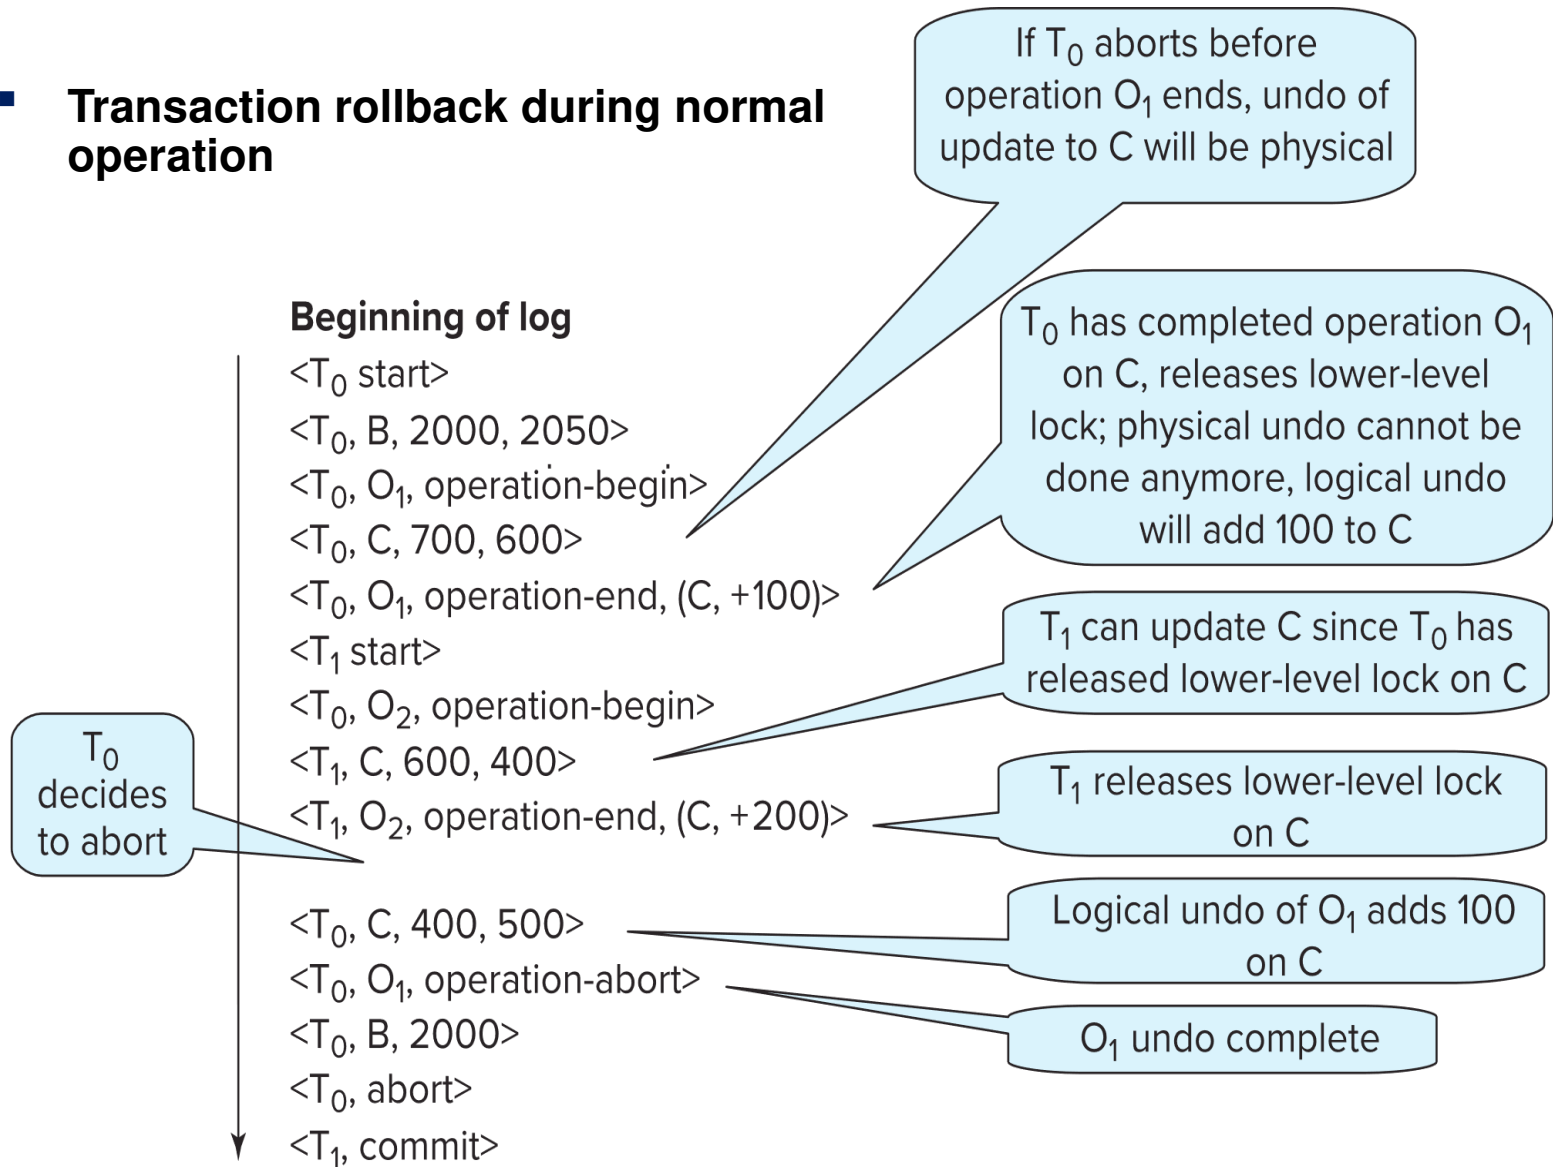 Transaction rollback during normal
operation
If T₀ aborts before
operation O₁ ends, undo of
update to C will be physical
Beginning of log
<T₀ start>
<T₀, B, 2000, 2050>
<T₀, O₁, operation-begin>
<T₀, C, 700, 600>
<T₀, O₁, operation-end, (C, +100)>
<T₁ start>
<T₀, O₂, operation-begin>
<T₁, C, 600, 400>
<T₁, O₂, operation-end, (C, +200)>
<T₀, C, 400, 500>
<T₀, O₁, operation-abort>
<T₀, B, 2000>
<T₀, abort>
<T₁, commit>
T₀ has completed operation O₁
on C, releases lower-level
lock; physical undo cannot be
done anymore, logical undo
will add 100 to C
T₁ can update C since T₀ has
released lower-level lock on C
T₀
decides
to abort
T₁ releases lower-level lock
on C
Logical undo of O₁ adds 100
on C
O₁ undo complete